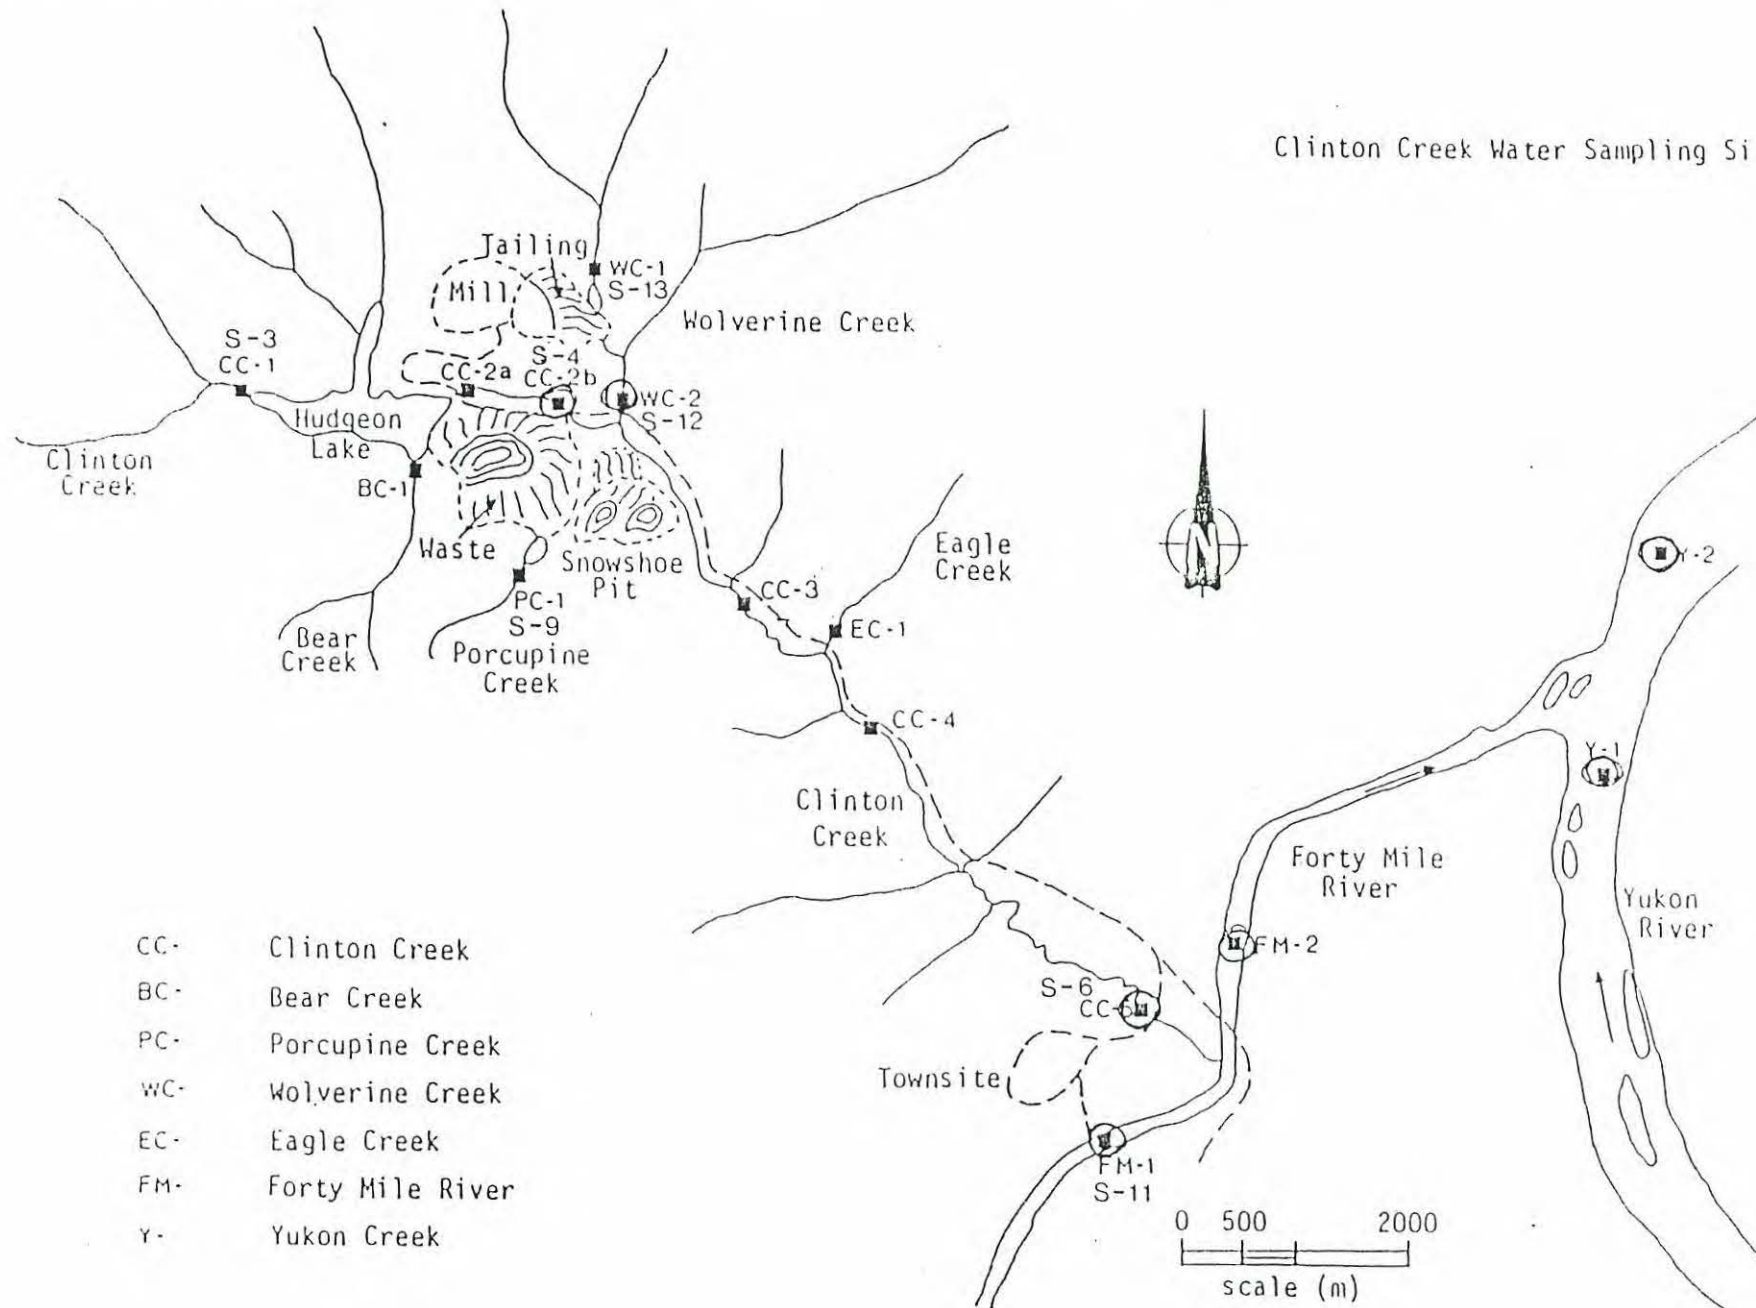 Clinton Creek Water Sampling Si
Tailing
Mill
WC-1
S-13
Wolverine Creek
S-3
CC-1
CC-2a
S-4
CC-2b
WC-2
S-12
Hudgeon
Lake
Clinton
Creek
BC-1
Waste
Snowshoe
Pit
PC-1
S-9
Porcupine
Creek
Bear
Creek
Eagle
Creek
CC-3
EC-1
CC-4
N
Y-2
Y-1
Clinton
Creek
Forty Mile
River
Yukon
River
FM-2
S-6
CC-5
Townsite
FM-1
S-11
CC- Clinton Creek
BC- Bear Creek
PC- Porcupine Creek
WC- Wolverine Creek
EC- Eagle Creek
FM- Forty Mile River
Y- Yukon Creek
0 500 2000
scale (m)